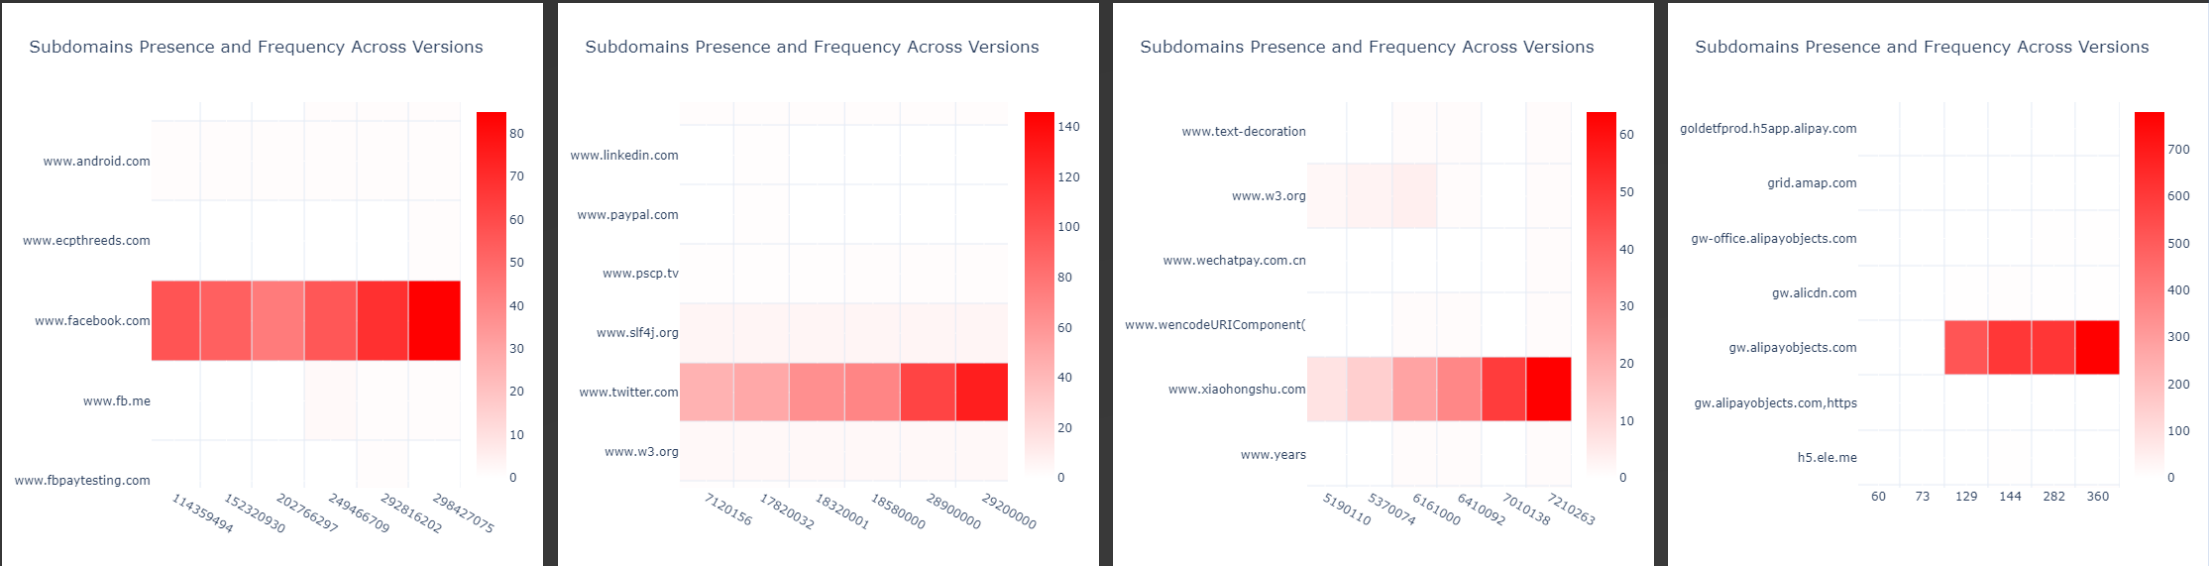 Subdomains Presence and Frequency Across Versions
www.android.com
www.ecpthreeds.com
www.facebook.com
www.fb.me
www.fbpaytesting.com
114359494
152320930
202766297
249466709
292816202
298427075
80
70
60
50
40
30
20
10
0
Subdomains Presence and Frequency Across Versions
www.linkedin.com
www.paypal.com
www.pscp.tv
www.slf4j.org
www.twitter.com
www.w3.org
7120156
17820032
18320001
18580000
28900000
29200000
140
120
100
80
60
40
20
0
Subdomains Presence and Frequency Across Versions
www.text-decoration
www.w3.org
www.wechatpay.com.cn
www.wencodeURIComponent(
www.xiaohongshu.com
www.years
5190110
5370074
6161000
6410092
7010138
7210263
60
50
40
30
20
10
0
Subdomains Presence and Frequency Across Versions
goldetfprod.h5app.alipay.com
grid.amap.com
gw-office.alipayobjects.com
gw.alicdn.com
gw.alipayobjects.com
gw.alipayobjects.com,https
h5.ele.me
60
73
129
144
282
360
700
600
500
400
300
200
100
0